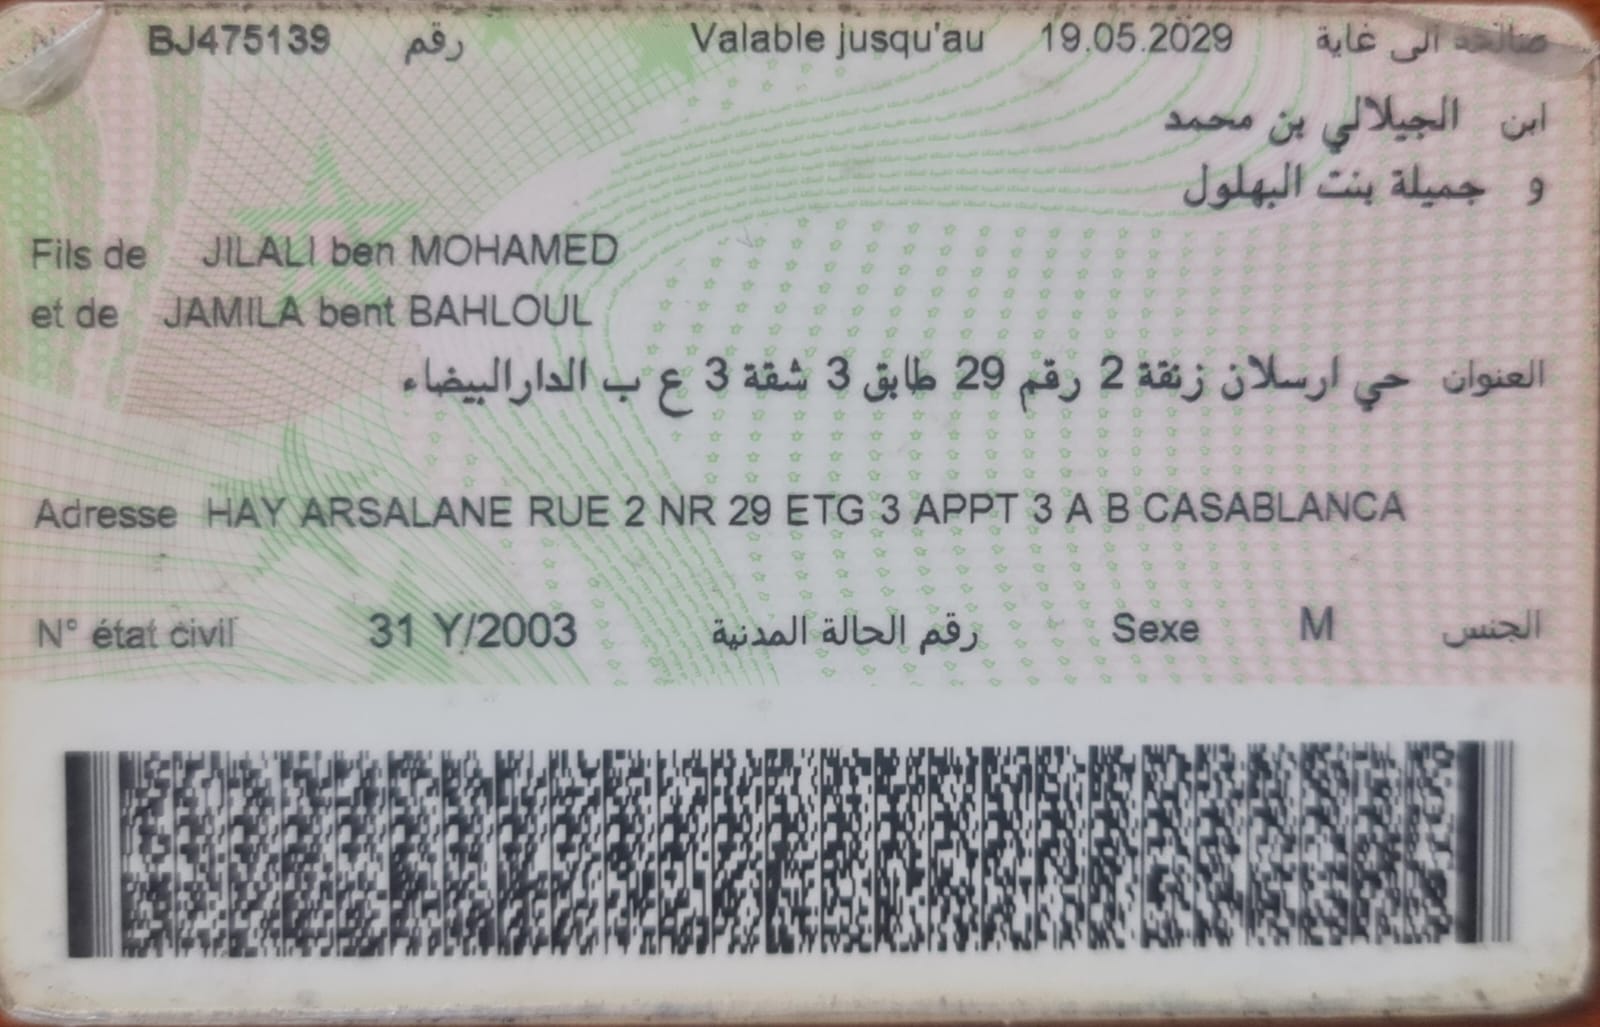 BJ475139 رقم Valable jusqu'au 19.05.2029 صالحة الى غاية
ابن الجيلالي بن محمد
و جميلة بنت البهلول
Fils de JILALI ben MOHAMED
et de JAMILA bent BAHLOUL
العنوان حي ارسلان زنقة 2 رقم 29 طابق 3 شقة 3 ع ب الدارالبيضاء
Adresse HAY ARSALANE RUE 2 NR 29 ETG 3 APPT 3 A B CASABLANCA
N° état civil 31 Y/2003 رقم الحالة المدنية Sexe M الجنس